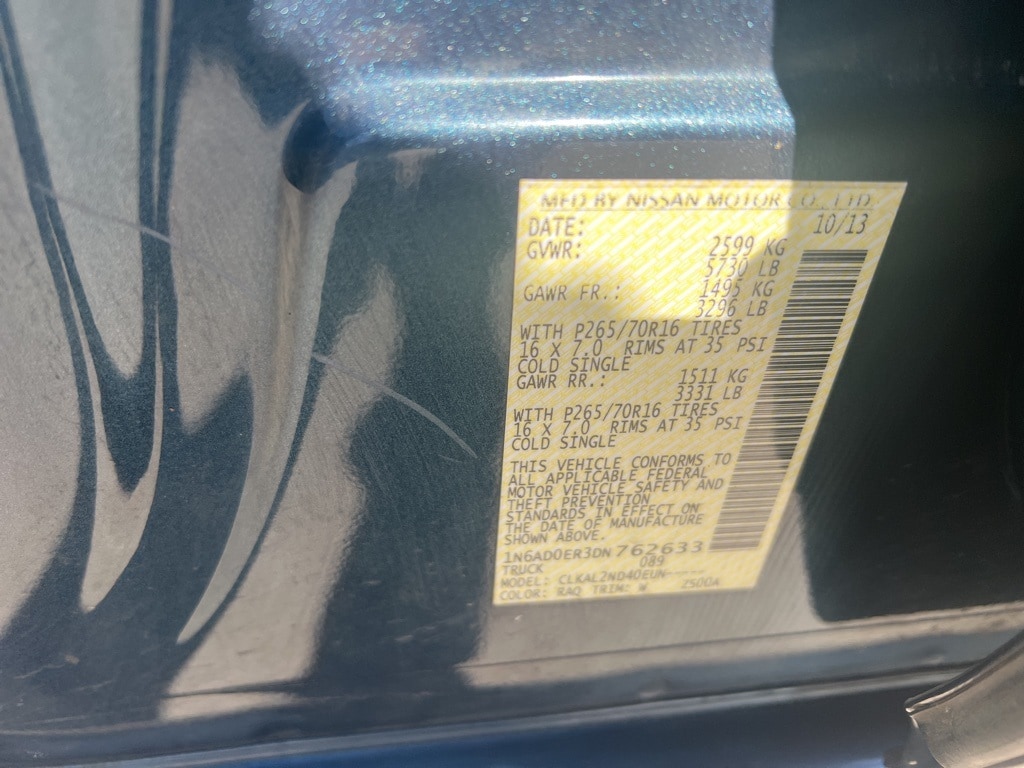 MFD BY NISSAN MOTOR CO., LTD.
DATE: 10/13
GVWR: 2599 KG
5730 LB
GAWR FR.: 1495 KG
3296 LB
WITH P265/70R16 TIRES
16 X 7.0 RIMS AT 35 PSI
COLD SINGLE
GAWR RR.: 1511 KG
3331 LB
WITH P265/70R16 TIRES
16 X 7.0 RIMS AT 35 PSI
COLD SINGLE
THIS VEHICLE CONFORMS TO
ALL APPLICABLE FEDERAL
MOTOR VEHICLE SAFETY AND
THEFT PREVENTION
STANDARDS IN EFFECT ON
THE DATE OF MANUFACTURE
SHOWN ABOVE.
1N6AD0ER3DN762633
TRUCK 089
MODEL: CLKAL2ND40EUN-----
COLOR: RAQ TRIM: W 2S00A